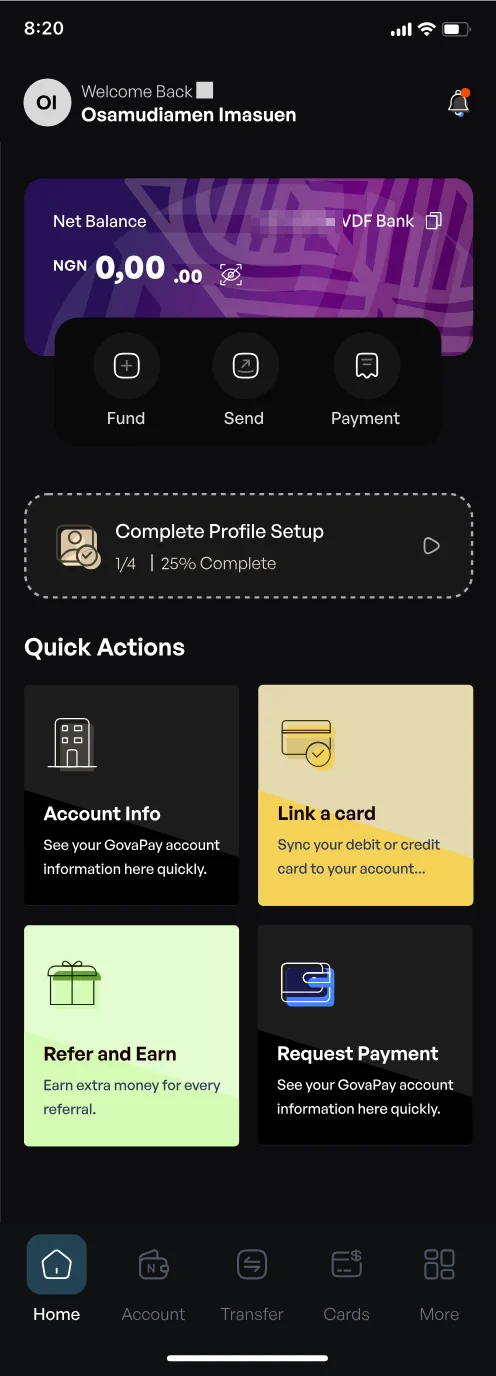 8:20
OI
Welcome Back
Osamudiamen Imasuen
Net Balance
VDF Bank
NGN 0,00 .00
Fund
Send
Payment
Complete Profile Setup
1/4 | 25% Complete
Quick Actions
Account Info
See your GovaPay account
information here quickly.
Link a card
Sync your debit or credit
card to your account...
Refer and Earn
Earn extra money for every
referral.
Request Payment
See your GovaPay account
information here quickly.
N
$
Home
Account
Transfer
Cards
More